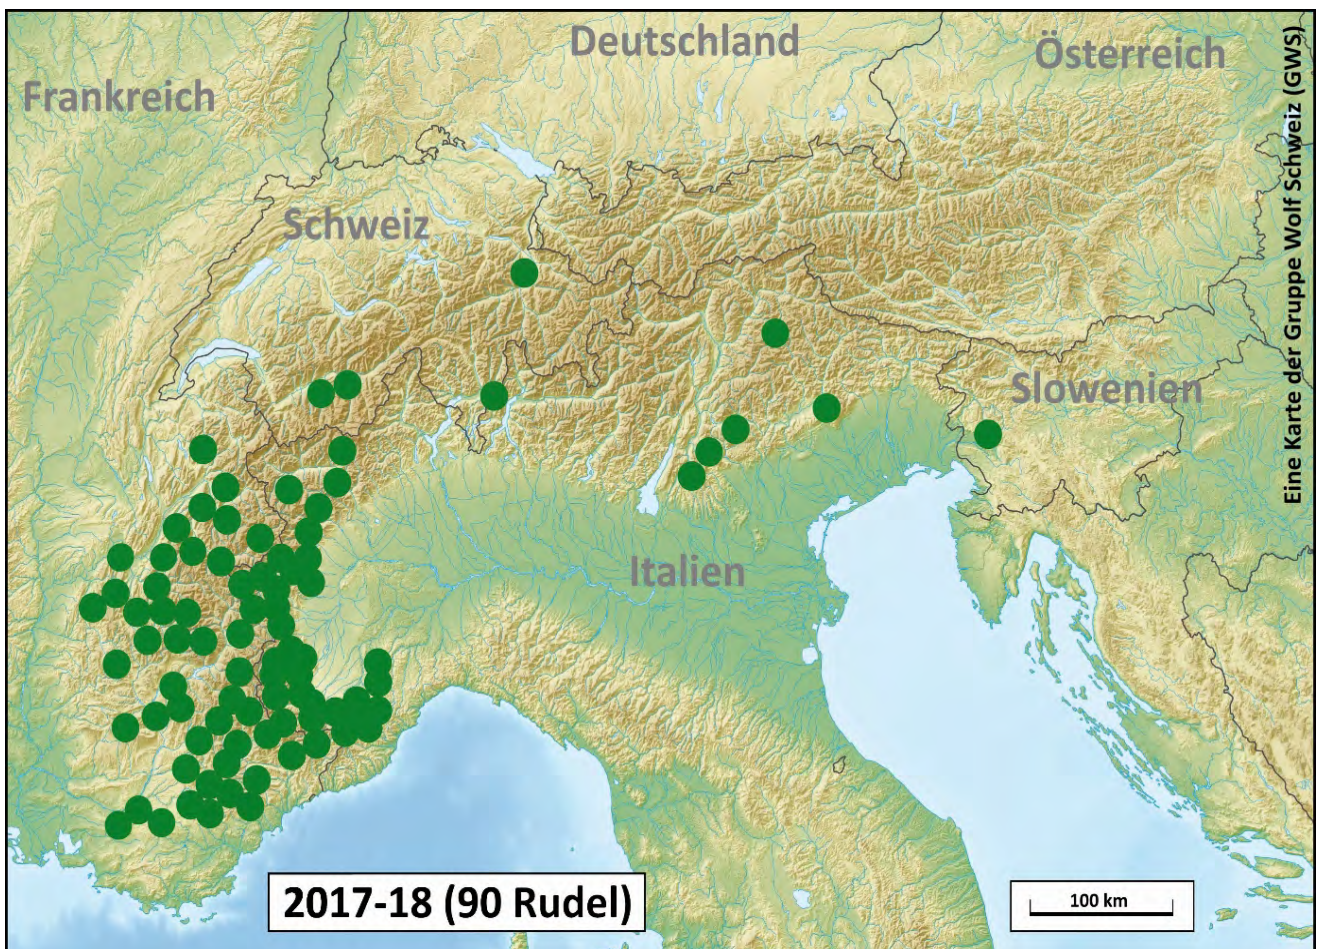 Deutschland
Österreich
Frankreich
Schweiz
Slowenien
Italien
Eine Karte der Gruppe Wolf Schweiz (GWS)
2017-18 (90 Rudel)
100 km